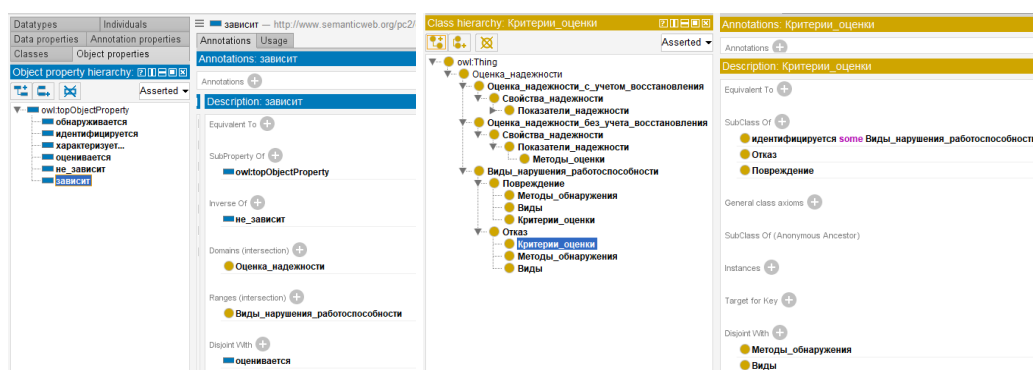 Datatypes
Individuals
Data properties
Annotation properties
Classes
Object properties
Object property hierarchy:
Asserted
owl:topObjectProperty
обнаруживается
идентифицируется
характеризует...
оценивается
не_зависит
зависит
зависит — http://www.semanticweb.org/pc2/
Annotations
Usage
Annotations: зависит
Annotations
Description: зависит
Equivalent To
SubProperty Of
owl:topObjectProperty
Inverse Of
не_зависит
Domains (intersection)
Оценка_надежности
Ranges (intersection)
Виды_нарушения_работоспособности
Disjoint With
оценивается
Class hierarchy: Критерии_оценки
Asserted
owl:Thing
Оценка_надежности
Оценка_надежности_с_учетом_восстановления
Свойства_надежности
Показатели_надежности
Оценка_надежности_без_учета_восстановления
Свойства_надежности
Показатели_надежности
Методы_оценки
Виды_нарушения_работоспособности
Повреждение
Методы_обнаружения
Виды
Критерии_оценки
Отказ
Критерии_оценки
Методы_обнаружения
Виды
Annotations: Критерии_оценки
Annotations
Description: Критерии_оценки
Equivalent To
SubClass Of
идентифицируется some Виды_нарушения_работоспособности
Отказ
Повреждение
General class axioms
SubClass Of (Anonymous Ancestor)
Instances
Target for Key
Disjoint With
Методы_обнаружения
Виды